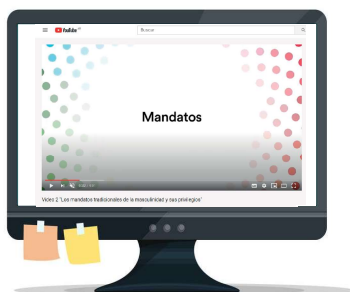 YouTube
Buscar
Mandatos
Video 2 "Los mandatos tradicionales de la masculinidad y sus privilegios"